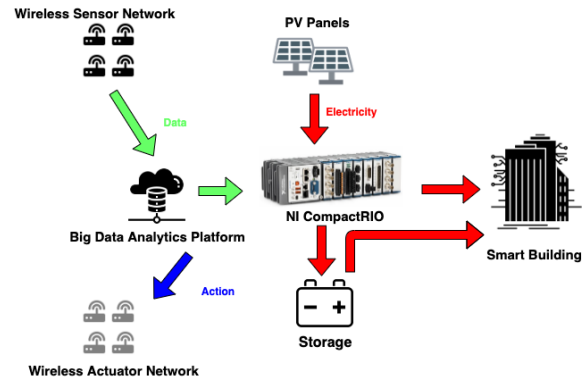 Wireless Sensor Network
PV Panels
Data
Electricity
NI CompactRIO
Big Data Analytics Platform
Smart Building
Action
Storage
Wireless Actuator Network